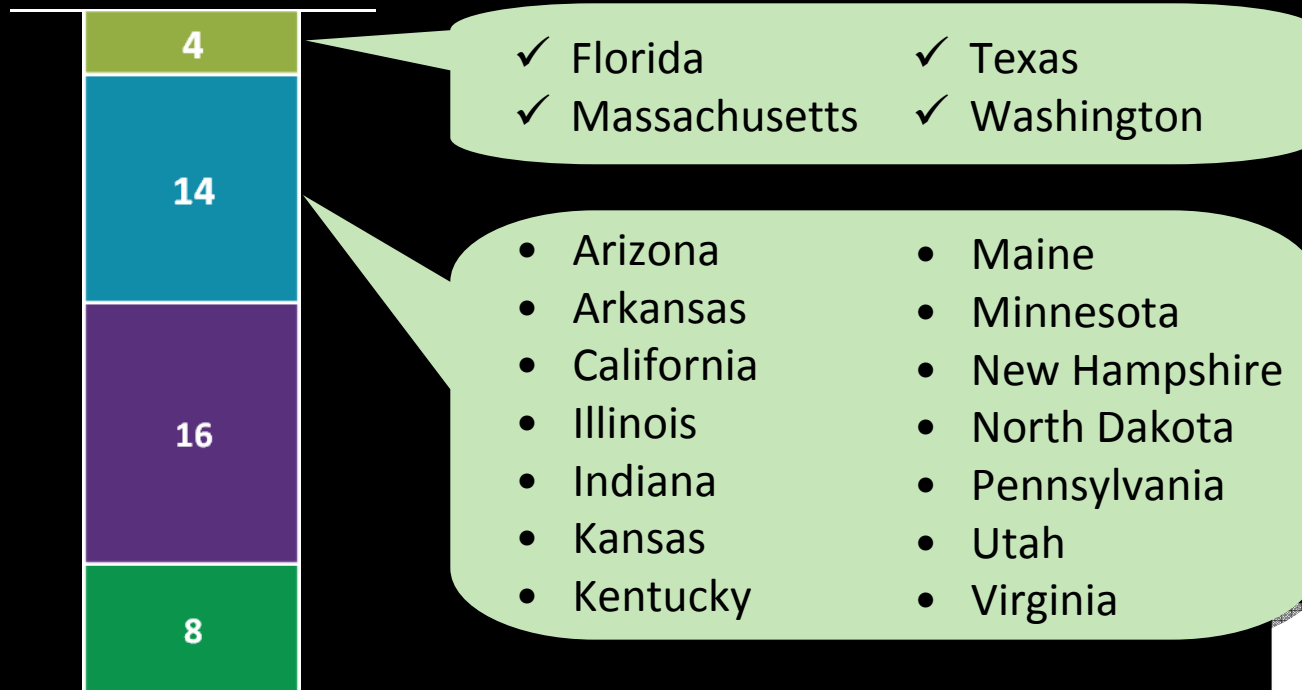 4
✓ Florida
✓ Massachusetts
✓ Texas
✓ Washington
14
• Arizona
• Arkansas
• California
• Illinois
• Indiana
• Kansas
• Kentucky
• Maine
• Minnesota
• New Hampshire
• North Dakota
• Pennsylvania
• Utah
• Virginia
16
8